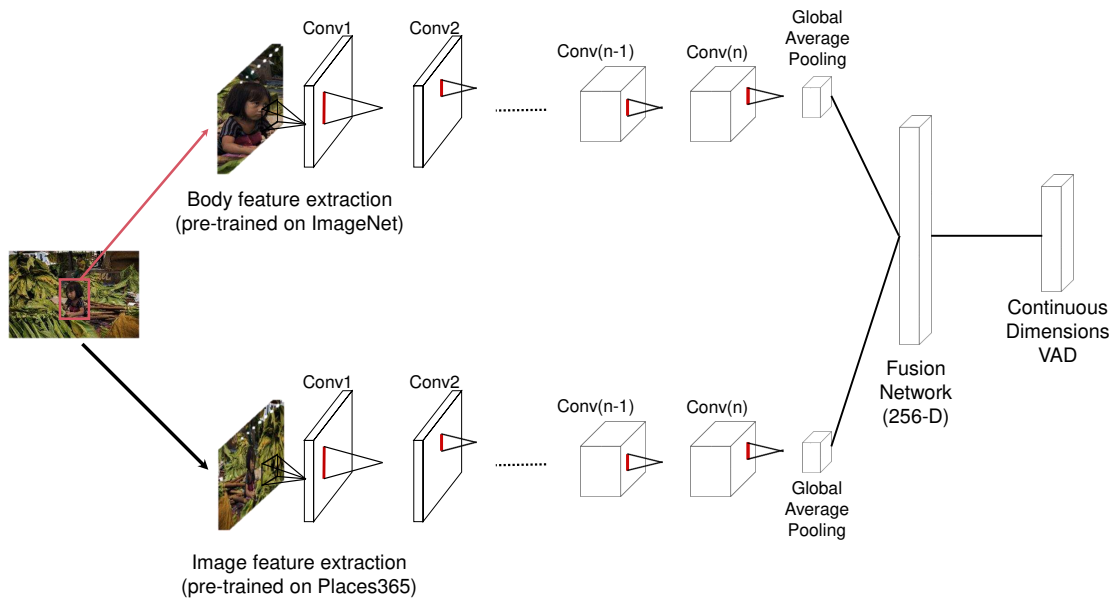 Conv1
Conv2
Conv(n-1)
Conv(n)
Global
Average
Pooling
Body feature extraction
(pre-trained on ImageNet)
Continuous
Dimensions
VAD
Fusion
Network
(256-D)
Conv1
Conv2
Conv(n-1)
Conv(n)
Global
Average
Pooling
Image feature extraction
(pre-trained on Places365)